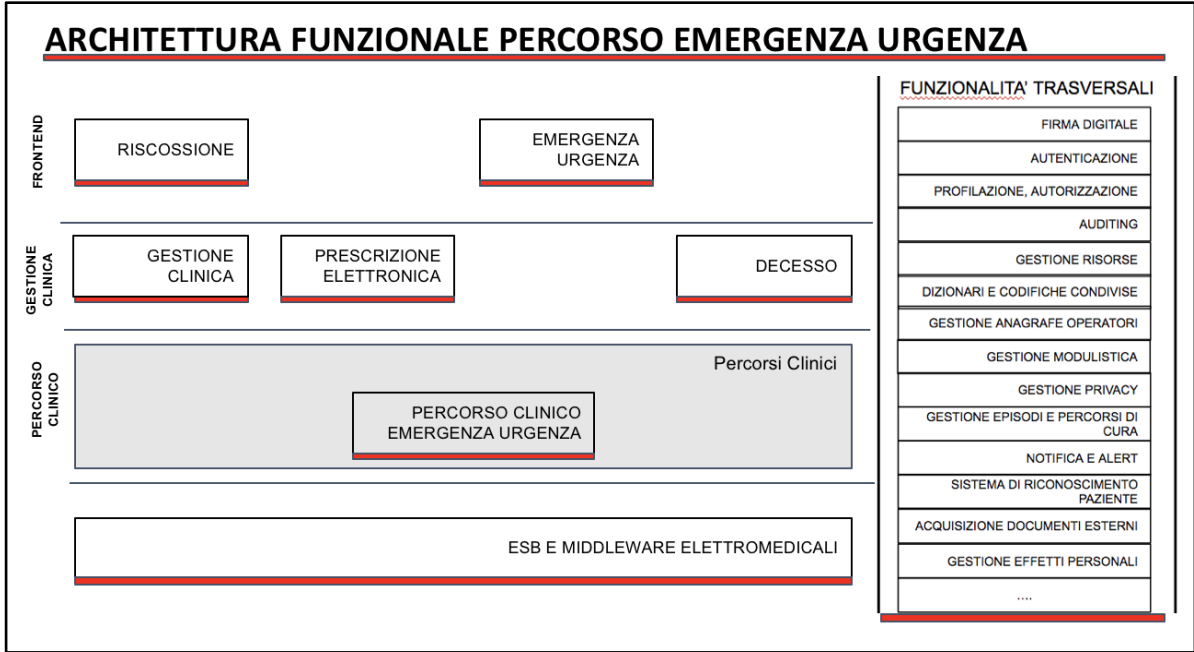 ARCHITETTURA FUNZIONALE PERCORSO EMERGENZA URGENZA
FRONTEND
RISCOSSIONE
EMERGENZA
URGENZA
GESTIONE
CLINICA
GESTIONE
CLINICA
PRESCRIZIONE
ELETTRONICA
DECESSO
PERCORSO
CLINICO
Percorsi Clinici
PERCORSO CLINICO
EMERGENZA URGENZA
ESB E MIDDLEWARE ELETTROMEDICALI
FUNZIONALITA’ TRASVERSALI
FIRMA DIGITALE
AUTENTICAZIONE
PROFILAZIONE, AUTORIZZAZIONE
AUDITING
GESTIONE RISORSE
DIZIONARI E CODIFICHE CONDIVISE
GESTIONE ANAGRAFE OPERATORI
GESTIONE MODULISTICA
GESTIONE PRIVACY
GESTIONE EPISODI E PERCORSI DI
CURA
NOTIFICA E ALERT
SISTEMA DI RICONOSCIMENTO
PAZIENTE
ACQUISIZIONE DOCUMENTI ESTERNI
GESTIONE EFFETTI PERSONALI
....